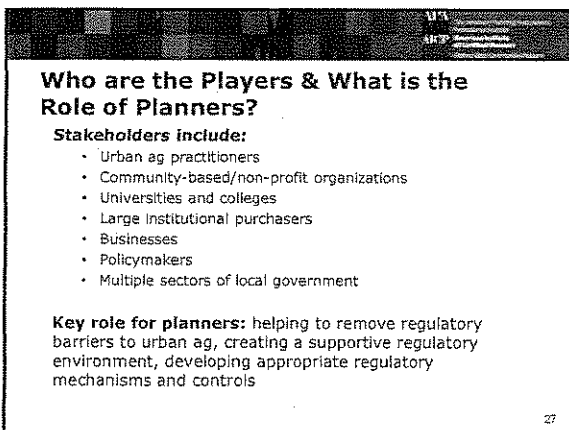 Who are the Players & What is the
Role of Planners?
Stakeholders include:
• Urban ag practitioners
• Community-based/non-profit organizations
• Universities and colleges
• Large institutional purchasers
• Businesses
• Policymakers
• Multiple sectors of local government
Key role for planners: helping to remove regulatory
barriers to urban ag, creating a supportive regulatory
environment, developing appropriate regulatory
mechanisms and controls
27